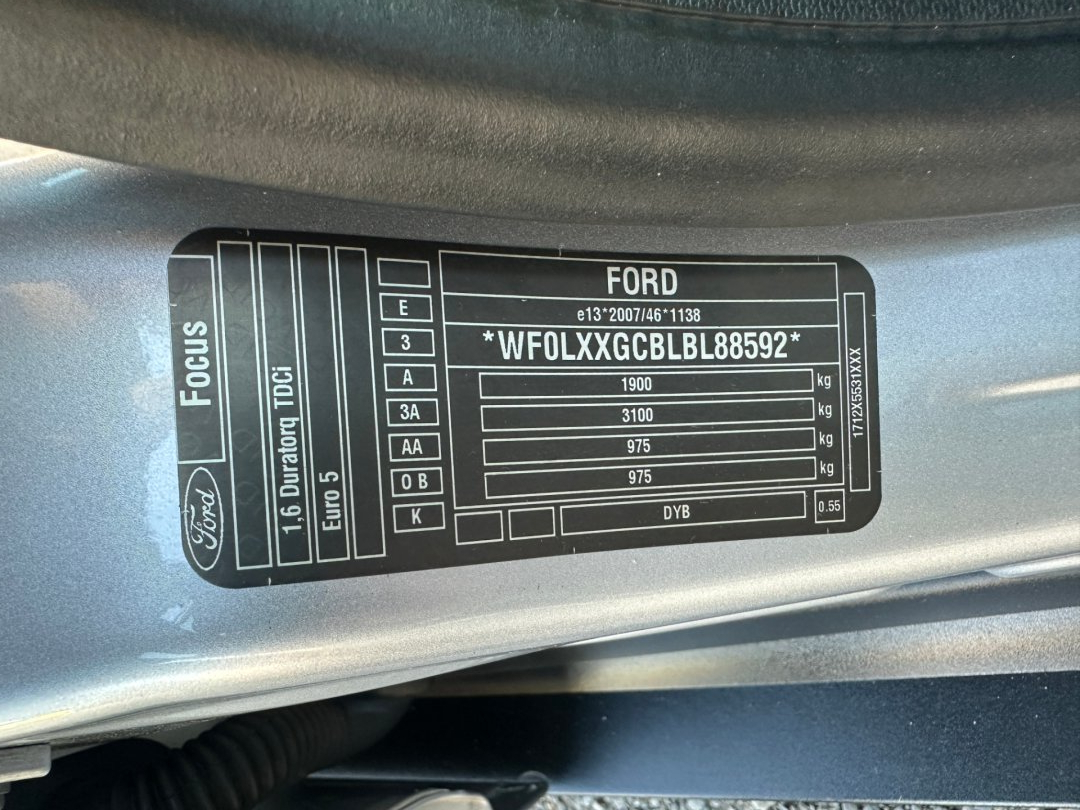 Focus
Ford
1,6 Duratorq TDCi
Euro 5
E
3
A
3A
AA
0 B
K
FORD
e13*2007/46*1138
*WF0LXXGCBLBL88592*
1900 kg
3100 kg
975 kg
975 kg
DYB
0.55
1712X5531XXX